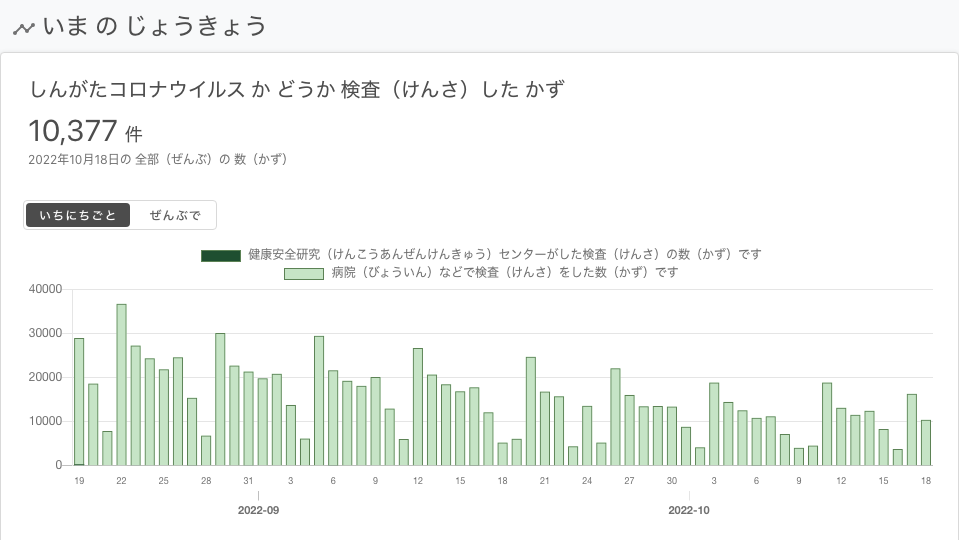 いま の じょうきょう
しんがたコロナウイルス か どうか 検査（けんさ）した かず
10,377 件
2022年10月18日の 全部（ぜんぶ）の 数（かず）
いちにちごと ぜんぶで
健康安全研究（けんこうあんぜんけんきゅう）センターがした検査（けんさ）の数（かず）です
病院（びょういん）などで検査（けんさ）をした数（かず）です
40000
30000
20000
10000
0
19 22 25 28 31 3 6 9 12 15 18 21 24 27 30 3 6 9 12 15 18
2022-09 2022-10